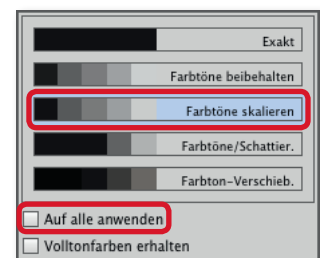 Exakt
Farbtöne beibehalten
Farbtöne skalieren
Farbtöne/Schattier.
Farbton-Verschieb.
Auf alle anwenden
Volltonfarben erhalten